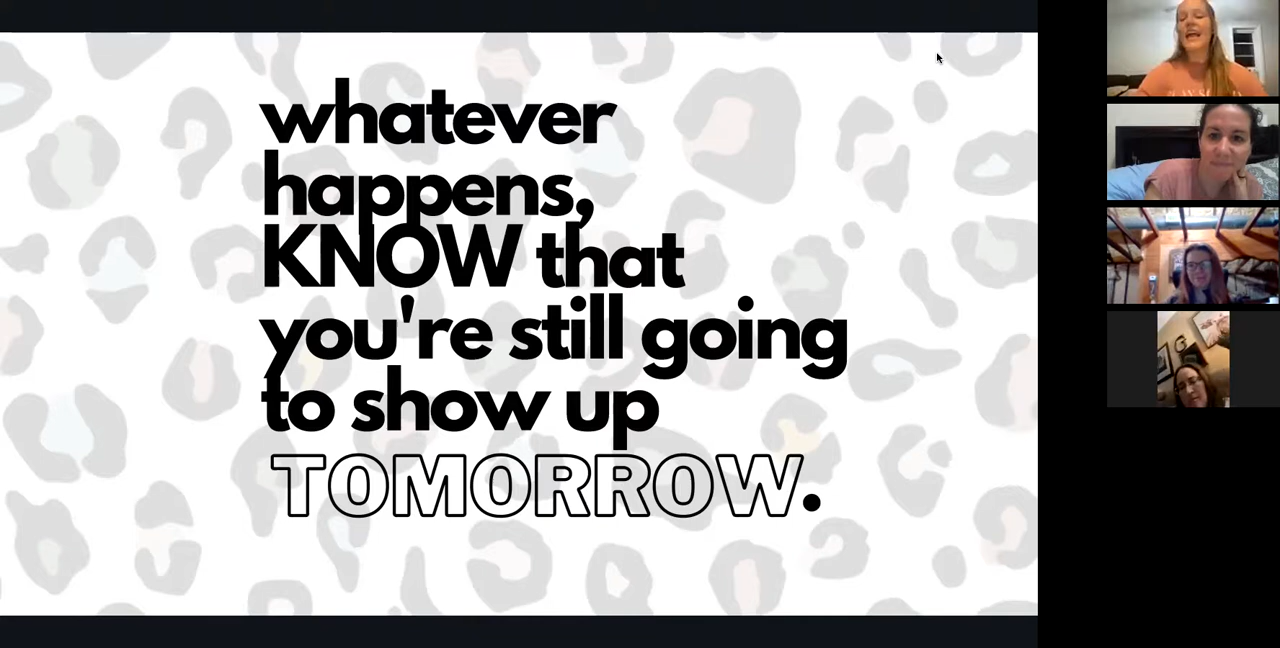 whatever
happens,
KNOW that
you're still going
to show up
TOMORROW.